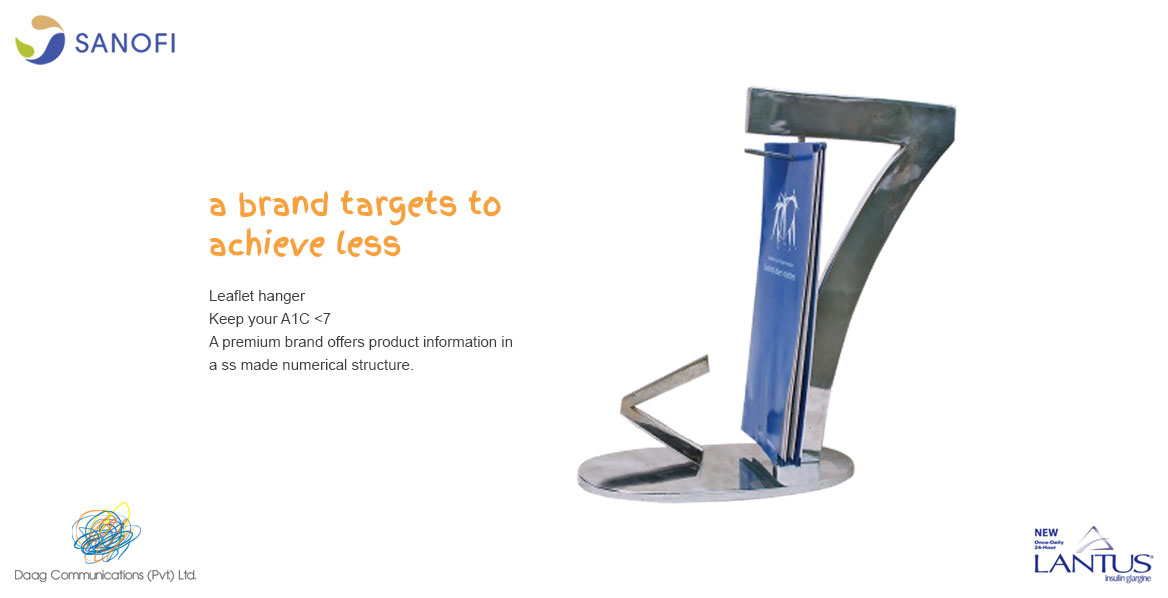 SANOFI
a brand targets to
achieve less
Leaflet hanger
Keep your A1C <7
A premium brand offers product information in
a ss made numerical structure.
<7
Daag Communications (Pvt) Ltd.
NEW
Once-Daily
24-Hour
LANTUS®
insulin glargine